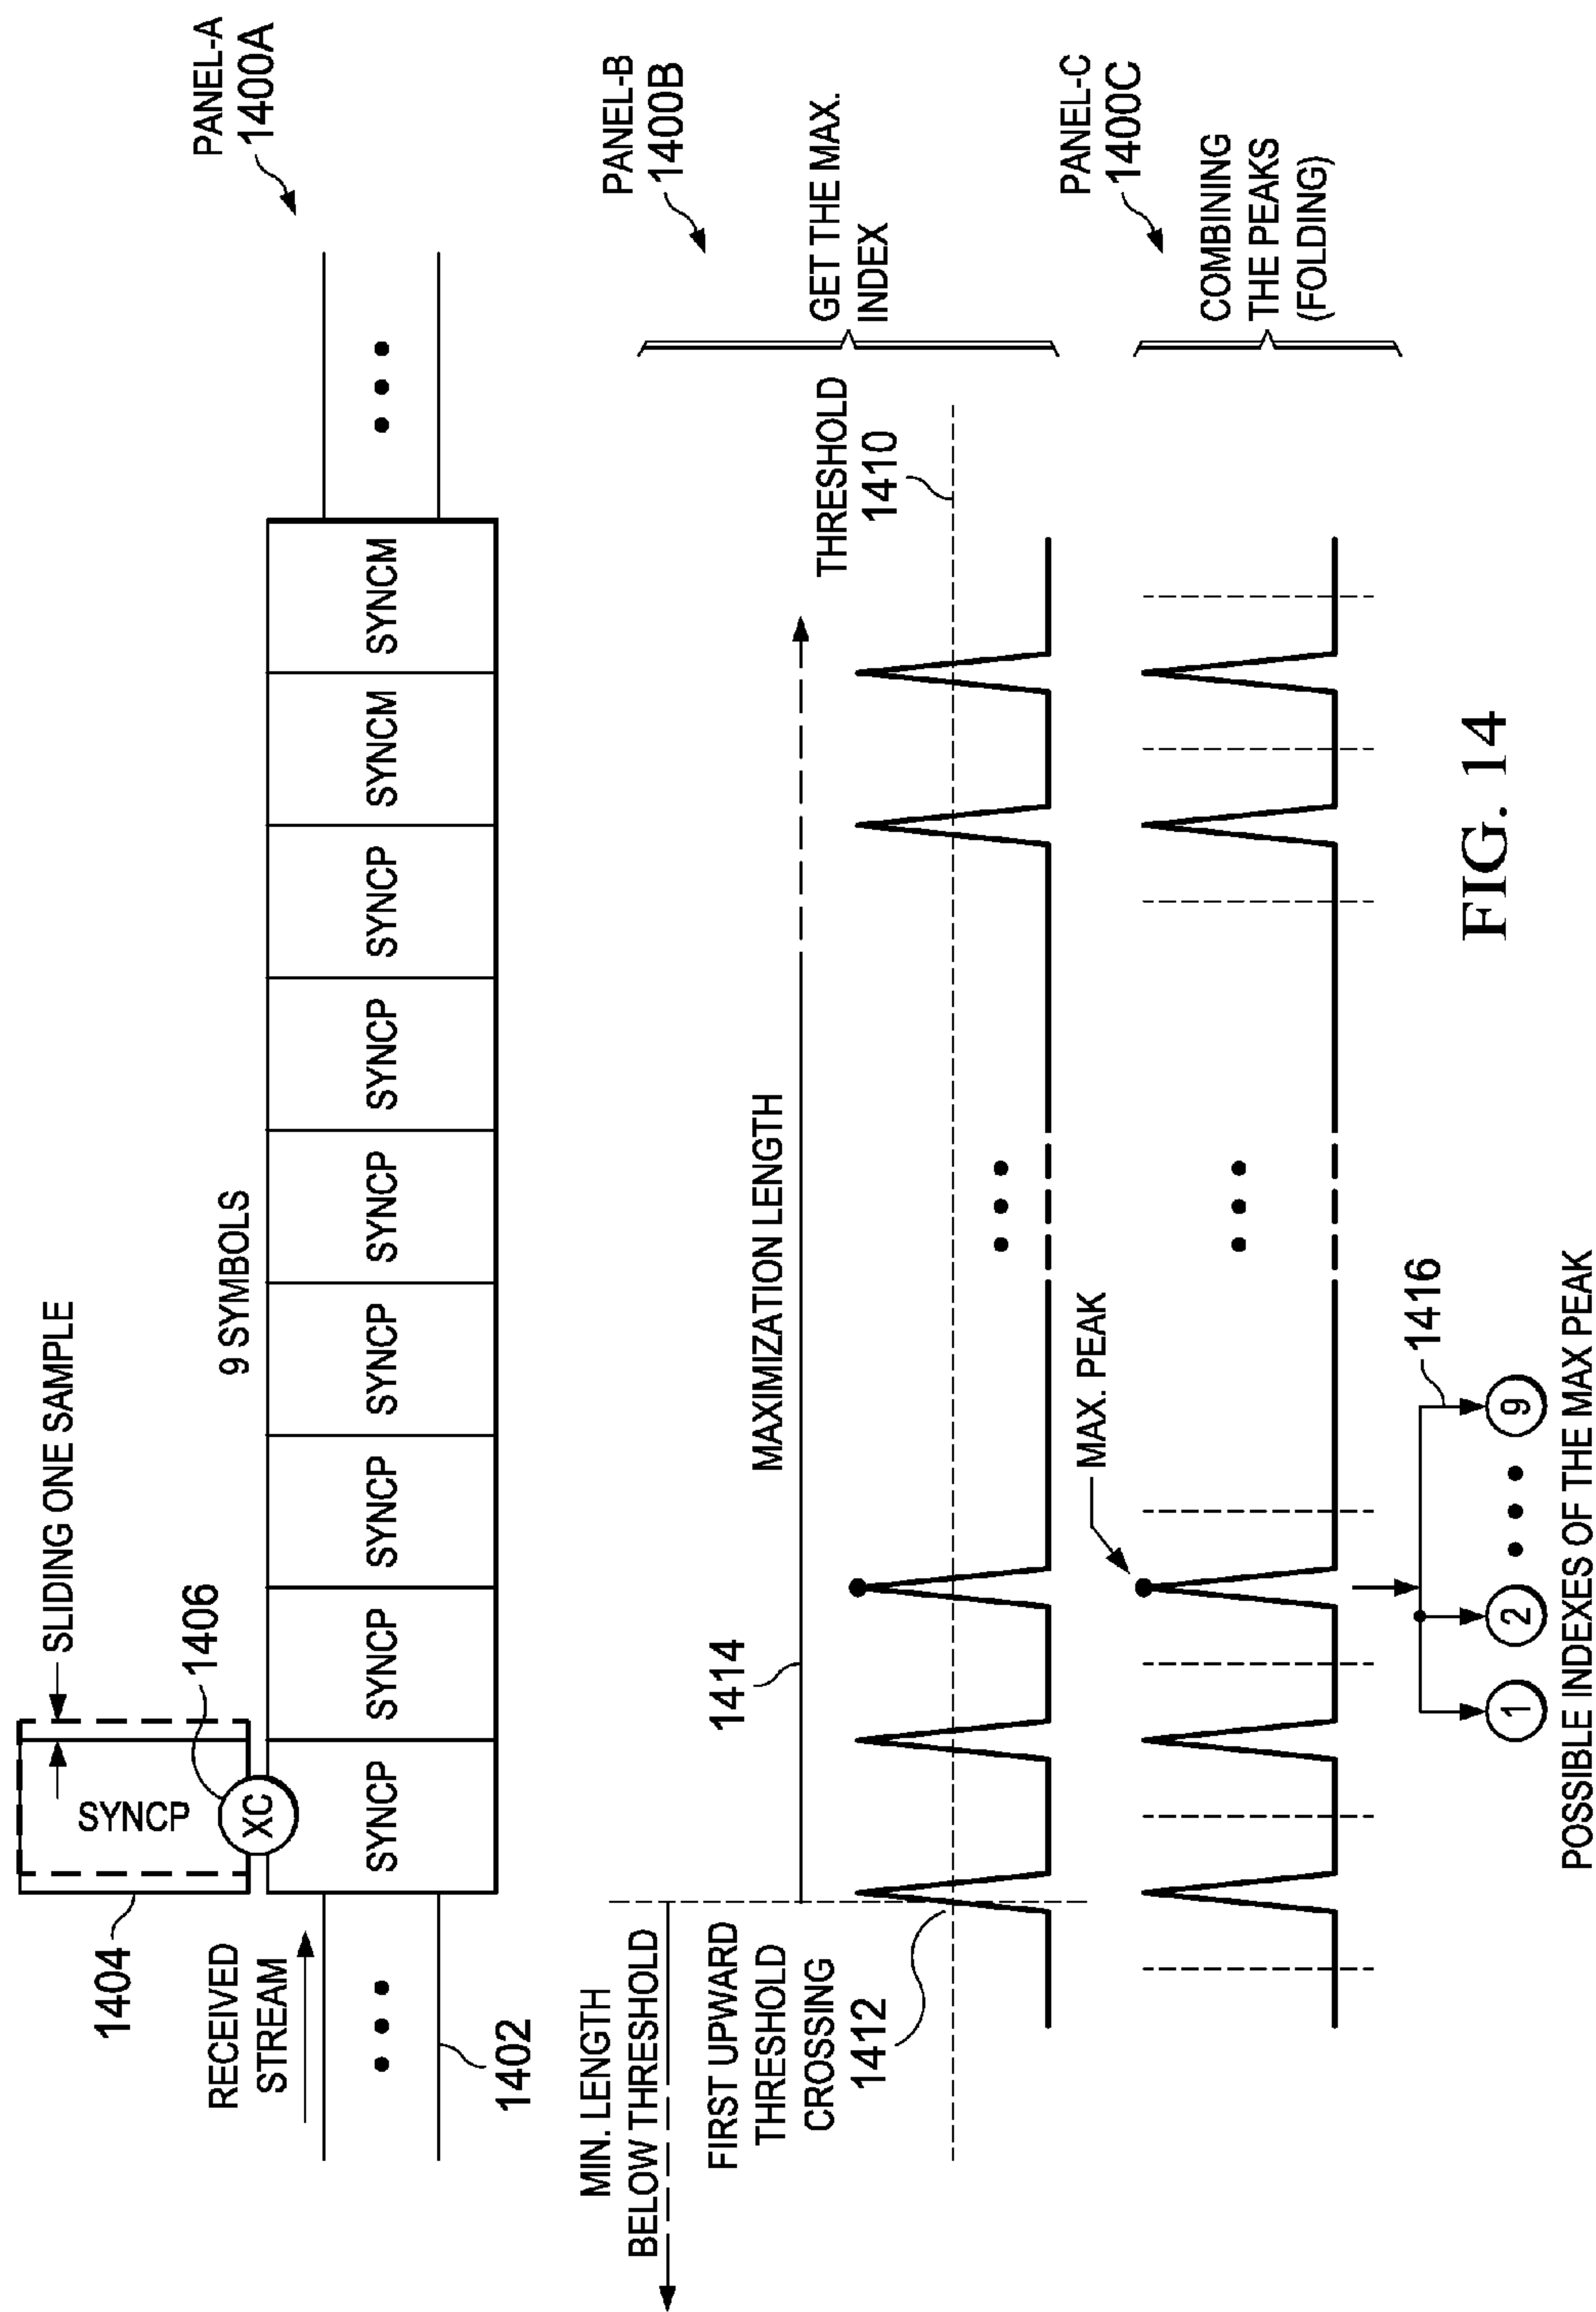 PANEL-A
1400A
SLIDING ONE SAMPLE
1404
SYNCP
1406
XC
9 SYMBOLS
RECEIVED
STREAM
SYNCP
SYNCP
SYNCP
SYNCP
SYNCP
SYNCP
SYNCP
SYNCM
SYNCM
1402
PANEL-B
1400B
MIN. LENGTH
BELOW THRESHOLD
FIRST UPWARD
THRESHOLD
CROSSING
1412
1414
MAXIMIZATION LENGTH
THRESHOLD
1410
GET THE MAX.
INDEX
PANEL-C
1400C
MAX. PEAK
COMBINING
THE PEAKS
(FOLDING)
1416
1
2
9
POSSIBLE INDEXES OF THE MAX PEAK
FIG. 14